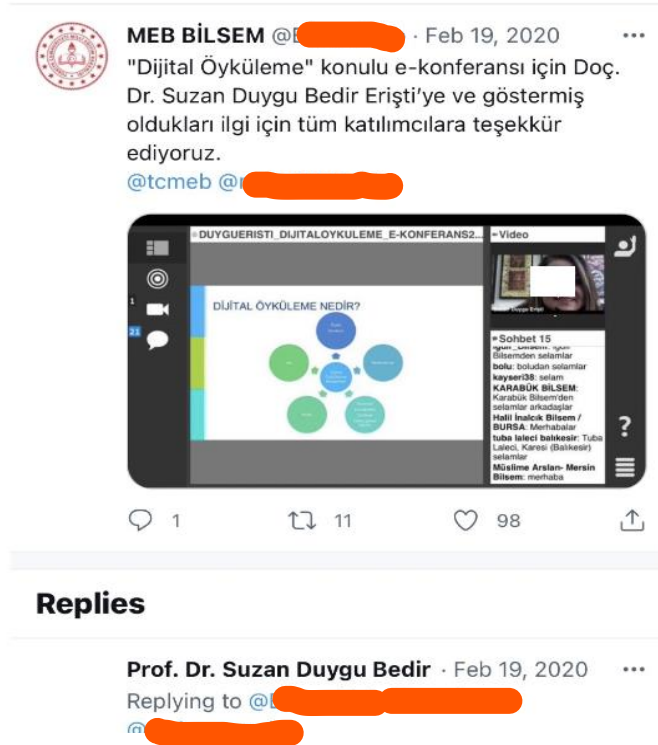 MEB BİLSEM @ · Feb 19, 2020
"Dijital Öyküleme" konulu e-konferansı için Doç.
Dr. Suzan Duygu Bedir Erişti'ye ve göstermiş
oldukları ilgi için tüm katılımcılara teşekkür
ediyoruz.
@tcmeb @
DUYGUERISTI_DIJITALOYKULEME_E-KONFERANS2...
Video
DİJİTAL ÖYKÜLEME NEDİR?
1
21
Sohbet 15
Bilsemden selamlar
bolu: boludan selamlar
kayseri38: selam
KARABÜK BİLSEM:
Karabük Bilsem'den
selamlar arkadaşlar
Halil İnalcık Bilsem /
BURSA: Merhabalar
tuba laleci balıkesir: Tuba
Laleci, Karesi (Balıkesir)
selamlar
Müslime Arslan- Mersin
Bilsem: merhaba
?
1 11 98
Replies
Prof. Dr. Suzan Duygu Bedir · Feb 19, 2020
Replying to @
@